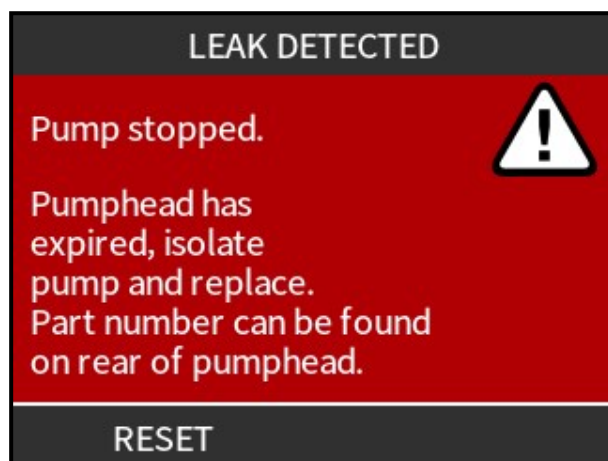 LEAK DETECTED
Pump stopped.
Pumphead has
expired, isolate
pump and replace.
Part number can be found
on rear of pumphead.
RESET